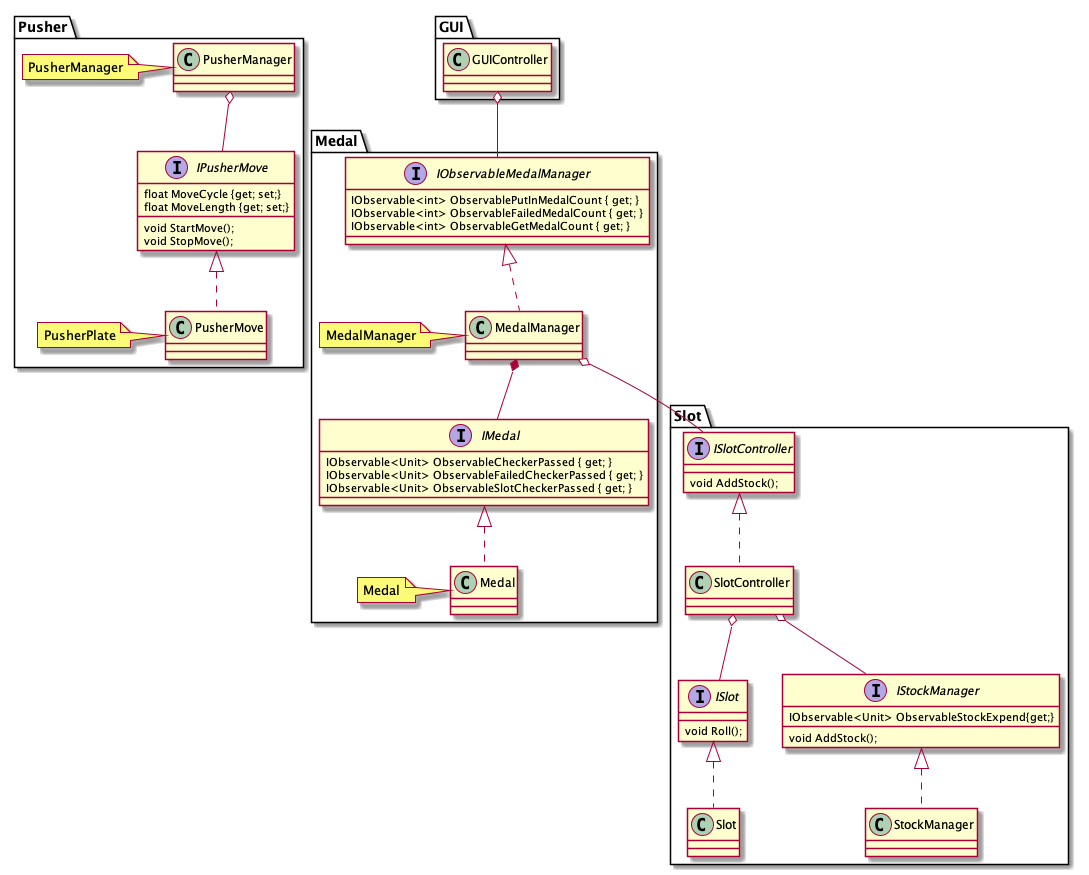 Pusher
PusherManager
PusherManager
IPusherMove
float MoveCycle {get; set;}
float MoveLength {get; set;}
void StartMove();
void StopMove();
PusherPlate
PusherMove
GUI
GUIController
Medal
IObservableMedalManager
IObservable<int> ObservablePutInMedalCount { get; }
IObservable<int> ObservableFailedMedalCount { get; }
IObservable<int> ObservableGetMedalCount { get; }
MedalManager
MedalManager
IMedal
IObservable<Unit> ObservableCheckerPassed { get; }
IObservable<Unit> ObservableFailedCheckerPassed { get; }
IObservable<Unit> ObservableSlotCheckerPassed { get; }
Medal
Medal
Slot
ISlotController
void AddStock();
SlotController
ISlot
void Roll();
IStockManager
IObservable<Unit> ObservableStockExpend{get;}
void AddStock();
Slot
StockManager